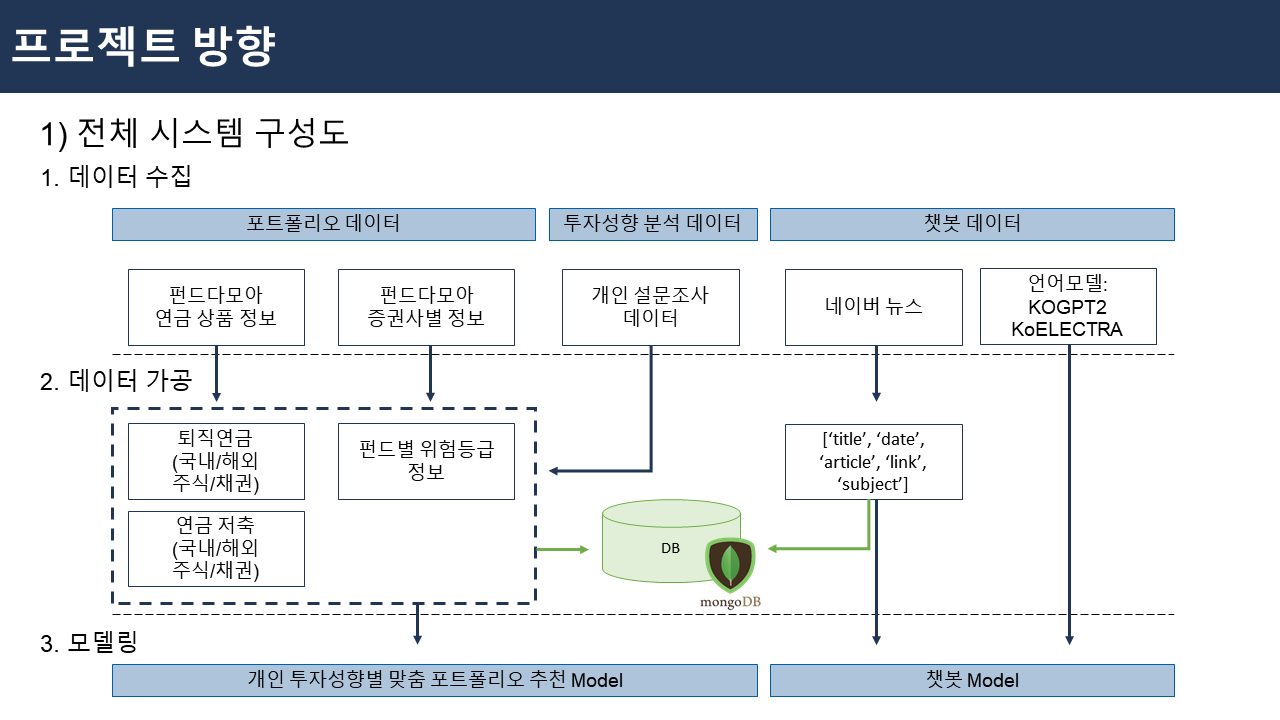 프로젝트 방향
1) 전체 시스템 구성도
1. 데이터 수집
포트폴리오 데이터
투자성향 분석 데이터
챗봇 데이터
펀드다모아
연금 상품 정보
펀드다모아
증권사별 정보
개인 설문조사
데이터
네이버 뉴스
언어모델:
KOGPT2
KoELECTRA
2. 데이터 가공
퇴직연금
(국내/해외
주식/채권)
펀드별 위험등급
정보
[‘title’, ‘date’,
‘article’, ‘link’,
‘subject’]
연금 저축
(국내/해외
주식/채권)
DB
mongoDB
3. 모델링
개인 투자성향별 맞춤 포트폴리오 추천 Model
챗봇 Model